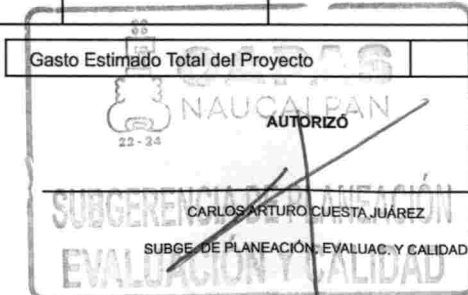 Gasto Estimado Total del Proyecto
OAPAS
NAUCALPAN
22-24
AUTORIZÓ
CARLOS ARTURO CUESTA JUÁREZ
SUBGE. DE PLANEACIÓN, EVALUAC. Y CALIDAD
SUBGERENCIA DE PLANEACIÓN
EVALUACIÓN Y CALIDAD